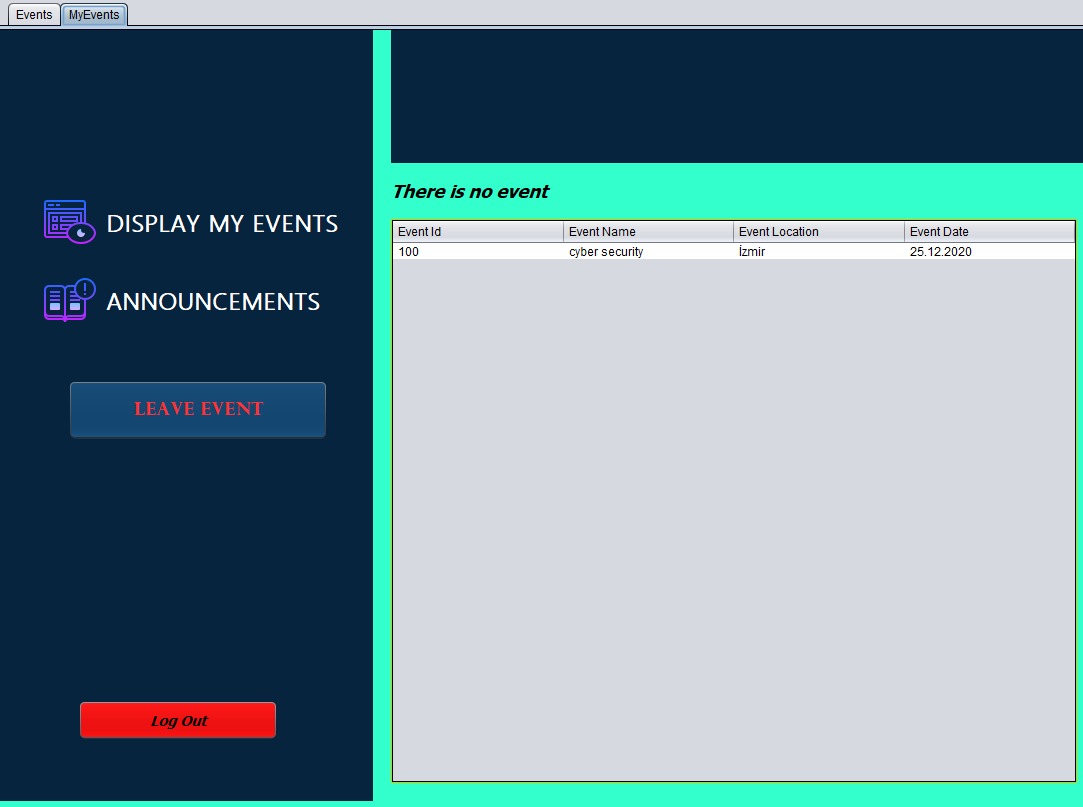 Events MyEvents
DISPLAY MY EVENTS
ANNOUNCEMENTS
LEAVE EVENT
Log Out
There is no event
Event Id Event Name Event Location Event Date
100 cyber security İzmir 25.12.2020